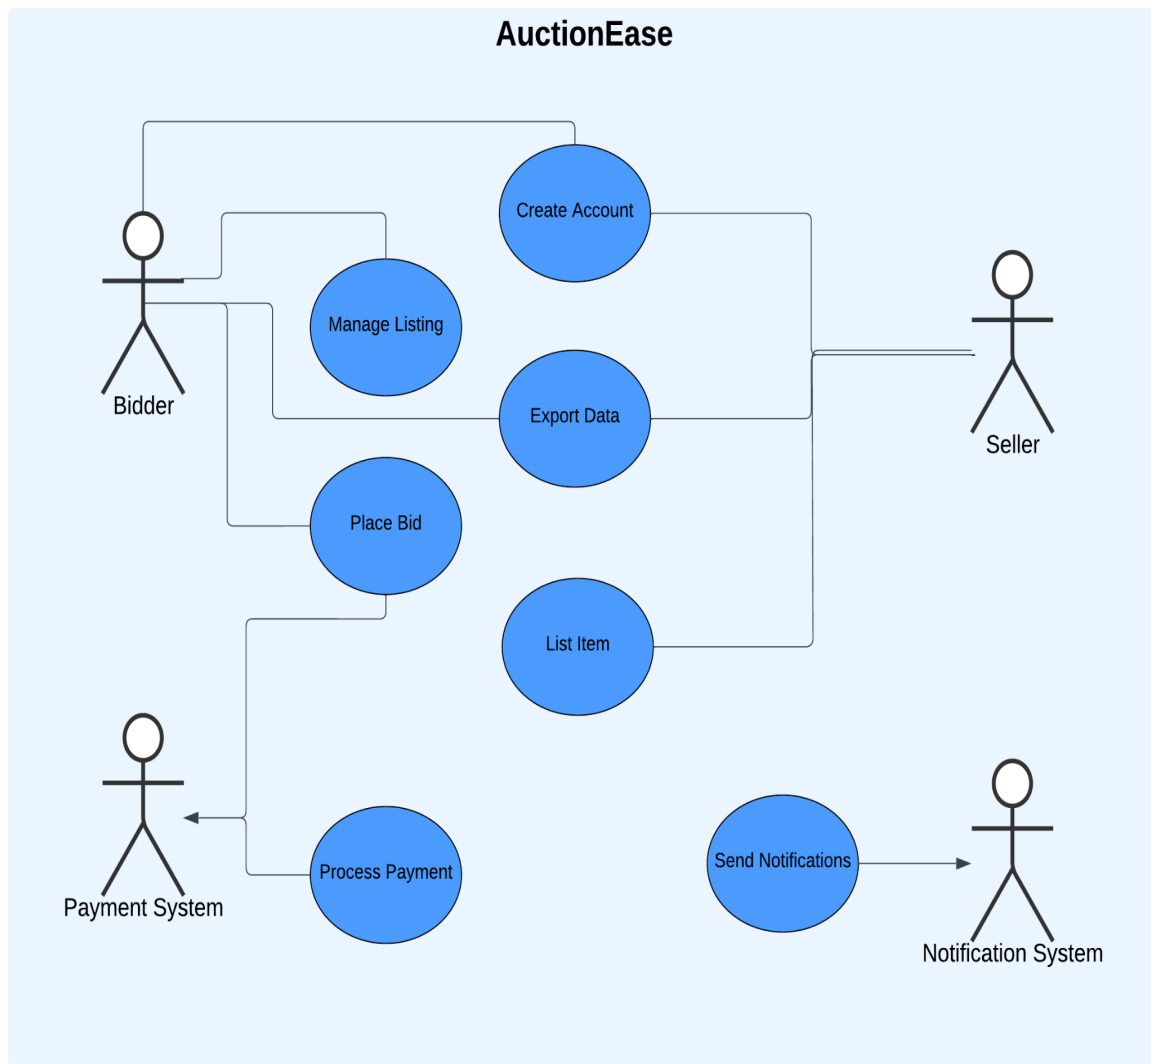 AuctionEase
Create Account
Manage Listing
Bidder
Export Data
Seller
Place Bid
List Item
Process Payment
Send Notifications
Payment System
Notification System